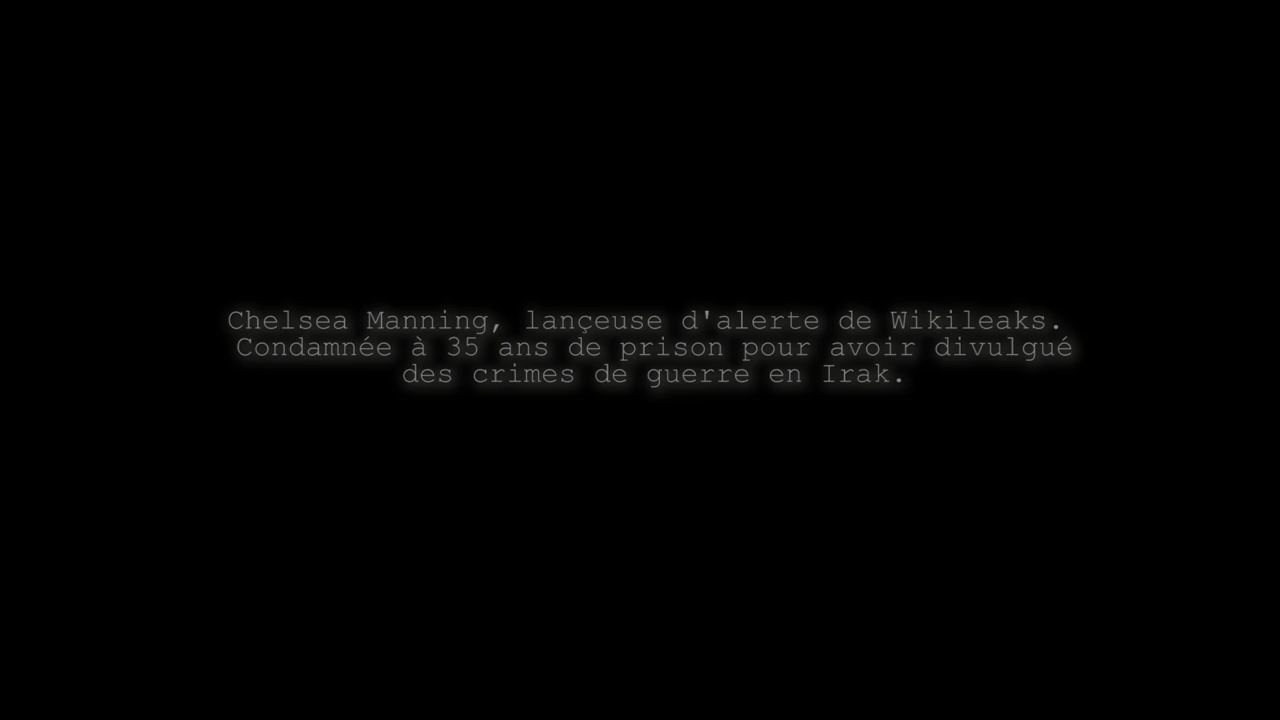 Chelsea Manning, lançeuse d'alerte de Wikileaks.
Condamnée à 35 ans de prison pour avoir divulgué
des crimes de guerre en Irak.